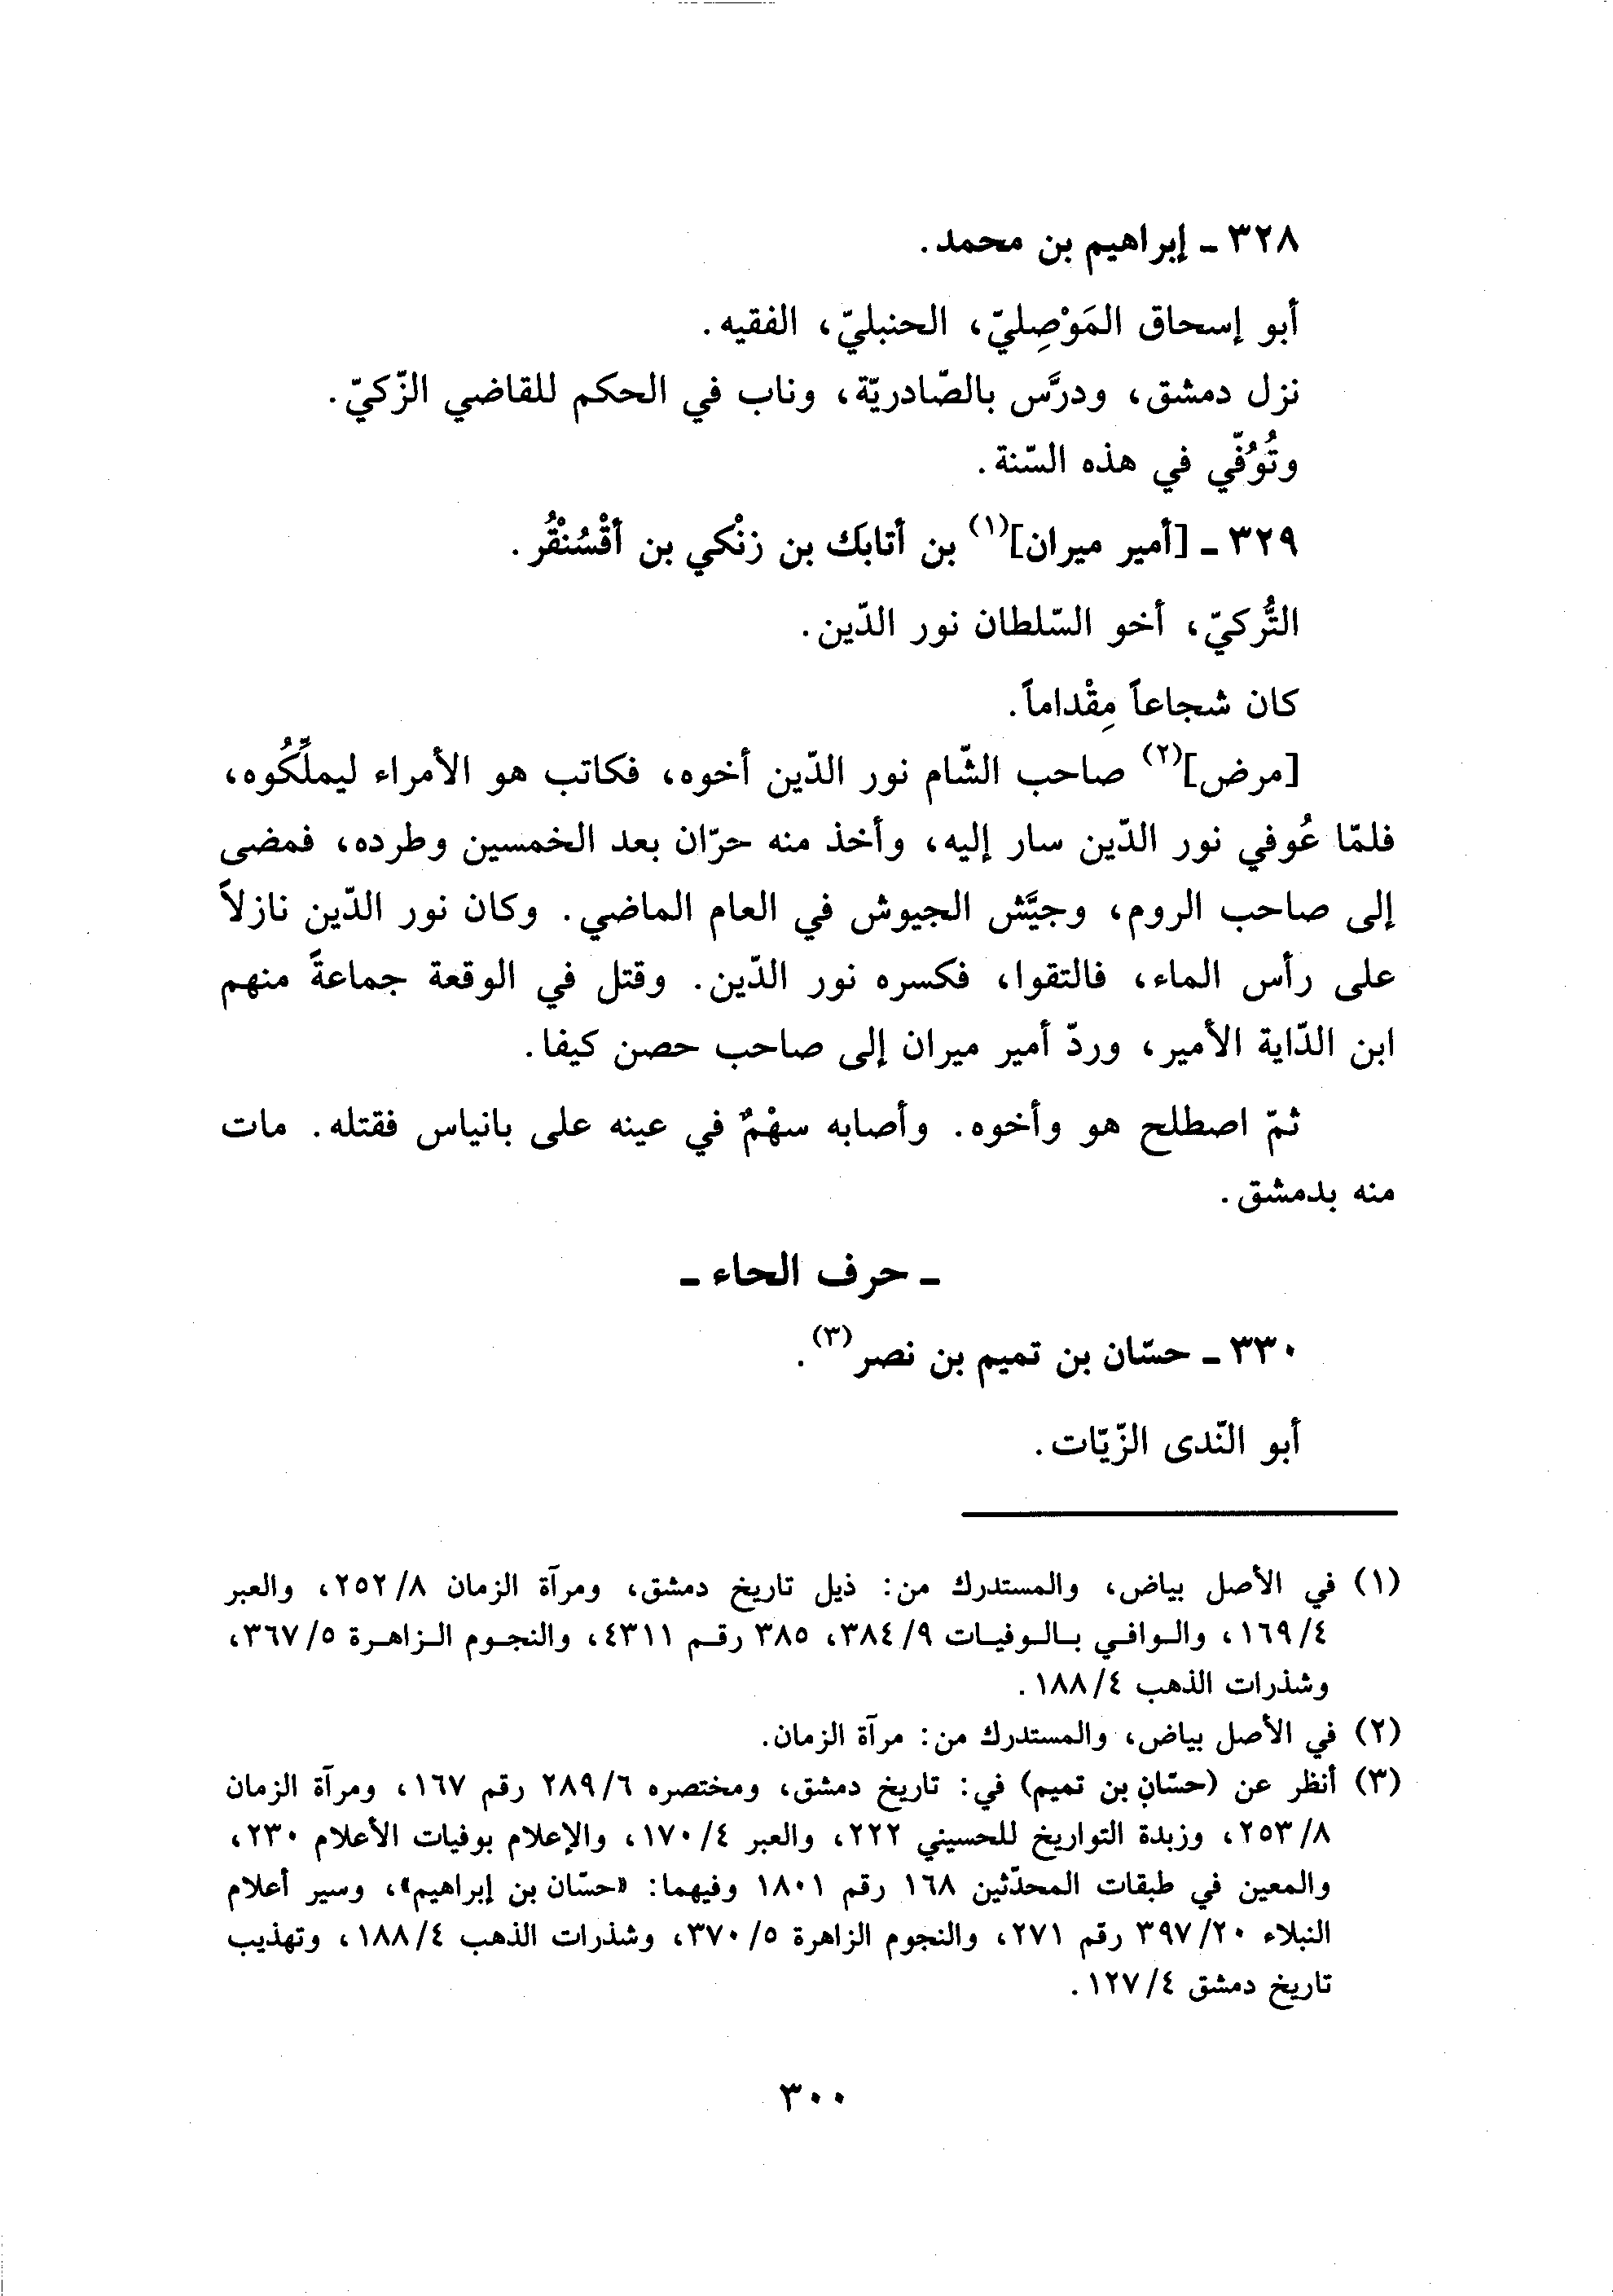 ٣٢٨ ـ إبراهيم بن محمد.
أبو إسحاق المَوْصِليّ، الحنبليّ، الفقيه.
نزل دمشق، ودرَّس بالصّادريّة، وناب في الحكم للقاضي الزّكيّ.
وتُوُفّي في هذه السّنة.
٣٢٩ ـ [أمير ميران](١) بن أتابَك بن زنْكي بن أقْسُنْقُر.
التُّركيّ، أخو السّلطان نور الدّين.
كان شجاعاً مِقْداماً.
[مرض](٢) صاحب الشّام نور الدّين أخوه، فكاتب هو الأمراء ليملّكُوه،
فلمّا عُوفي نور الدّين سار إليه، وأخذ منه حرّان بعد الخمسين وطرده، فمضى
إلى صاحب الروم، وجيَّش الجيوش في العام الماضي. وكان نور الدّين نازلاً
على رأس الماء، فالتقوا، فكسره نور الدّين. وقتل في الوقعة جماعةً منهم
ابن الدّاية الأمير، وردّ أمير ميران إلى صاحب حصن كيفا.
ثمّ اصطلح هو وأخوه. وأصابه سهْمٌ في عينه على بانياس فقتله. مات
منه بدمشق.
ـ حرف الحاء ـ
٣٣٠ ـ حسّان بن تميم بن نصر(٣).
أبو النّدى الزّيّات.
(١) في الأصل بياض، والمستدرك من: ذيل تاريخ دمشق، ومرآة الزمان ٢٥٢/٨، والعبر
١٦٩/٤، والوافي بالوفيات ٣٨٤/٩، ٣٨٥ رقم ٤٣١١، والنجوم الزاهرة ٣٦٧/٥،
وشذرات الذهب ١٨٨/٤.
(٢) في الأصل بياض، والمستدرك من: مرآة الزمان.
(٣) أنظر عن (حسّان بن تميم) في: تاريخ دمشق، ومختصره ٢٨٩/٦ رقم ١٦٧، ومرآة الزمان
٢٥٣/٨، وزبدة التواريخ للحسيني ٢٢٢، والعبر ١٧٠/٤، والإعلام بوفيات الأعلام ٢٣٠،
والمعين في طبقات المحدّثين ١٦٨ رقم ١٨٠١ وفيهما: «حسّان بن إبراهيم»، وسير أعلام
النبلاء ٣٩٧/٢٠ رقم ٢٧١، والنجوم الزاهرة ٣٧٠/٥، وشذرات الذهب ١٨٨/٤، وتهذيب
تاريخ دمشق ١٢٧/٤.
٣٠٠